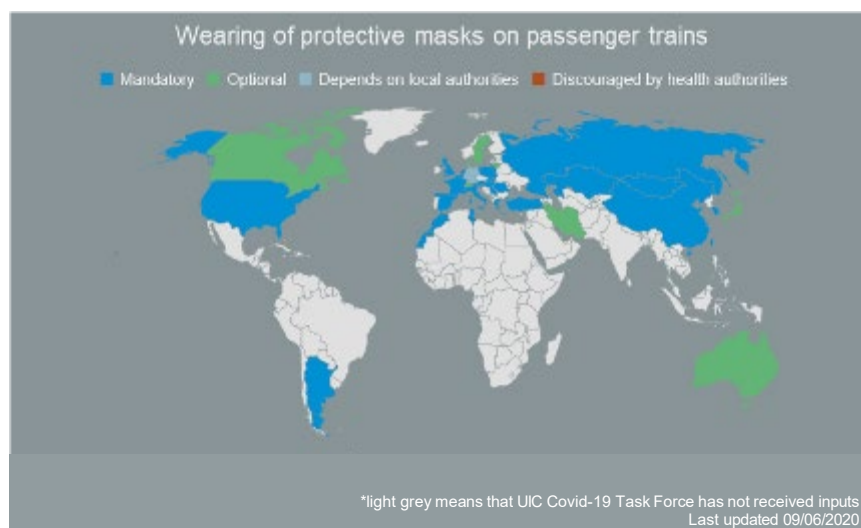 Wearing of protective masks on passenger trains
Mandatory Optional Depends on local authorities Discouraged by health authorities
*light grey means that UIC Covid-19 Task Force has not received inputs
Last updated 09/06/2020